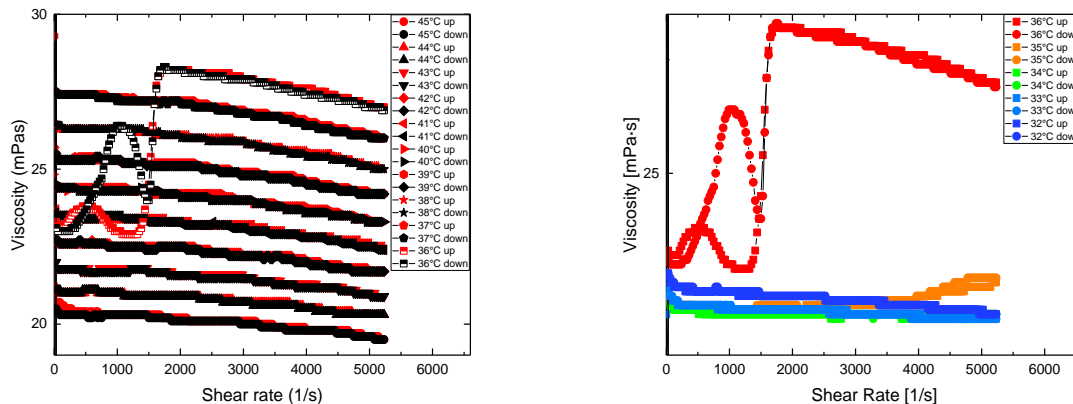 30
25
20
Viscosity (mPas)
0
1000
2000
3000
4000
5000
6000
Shear rate (1/s)
45°C up
45°C down
44°C up
44°C down
43°C up
43°C down
42°C up
42°C down
41°C up
41°C down
40°C up
40°C down
39°C up
39°C down
38°C up
38°C down
37°C up
37°C down
36°C up
36°C down
25
Viscosity [mPa·s]
0
1000
2000
3000
4000
5000
6000
Shear Rate [1/s]
36°C up
36°C down
35°C up
35°C down
34°C up
34°C down
33°C up
33°C down
32°C up
32°C down